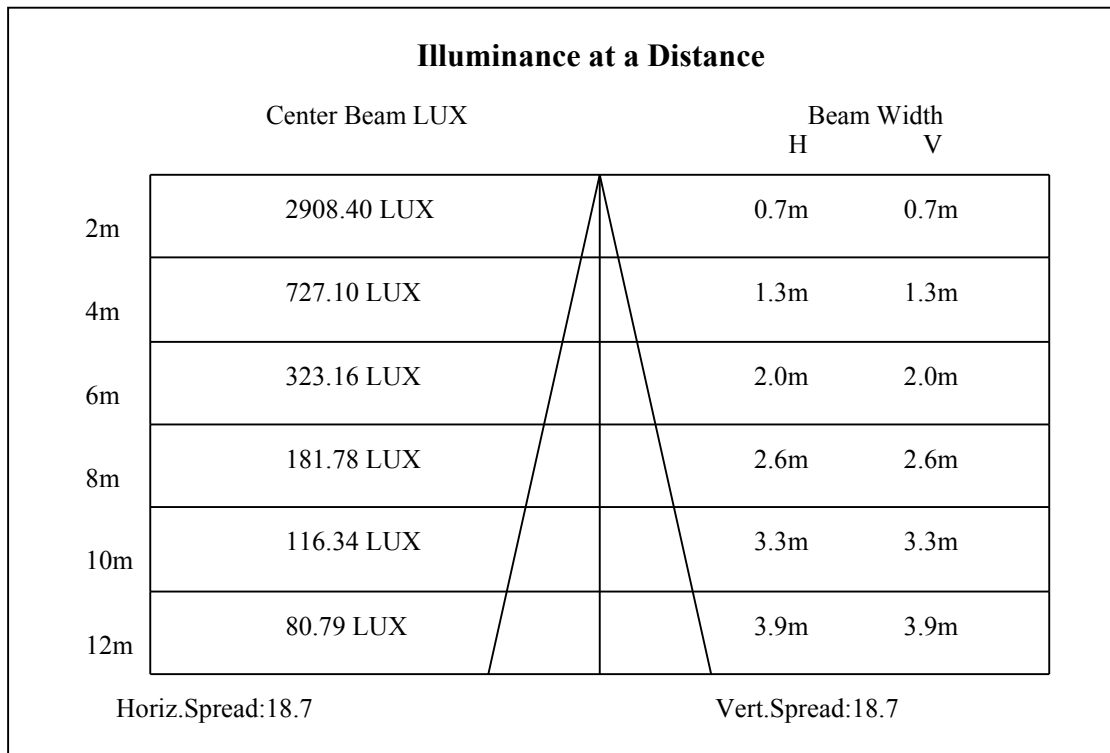 Illuminance at a Distance
Center Beam LUX Beam Width
H V
2m 2908.40 LUX 0.7m 0.7m
4m 727.10 LUX 1.3m 1.3m
6m 323.16 LUX 2.0m 2.0m
8m 181.78 LUX 2.6m 2.6m
10m 116.34 LUX 3.3m 3.3m
12m 80.79 LUX 3.9m 3.9m
Horiz.Spread:18.7 Vert.Spread:18.7